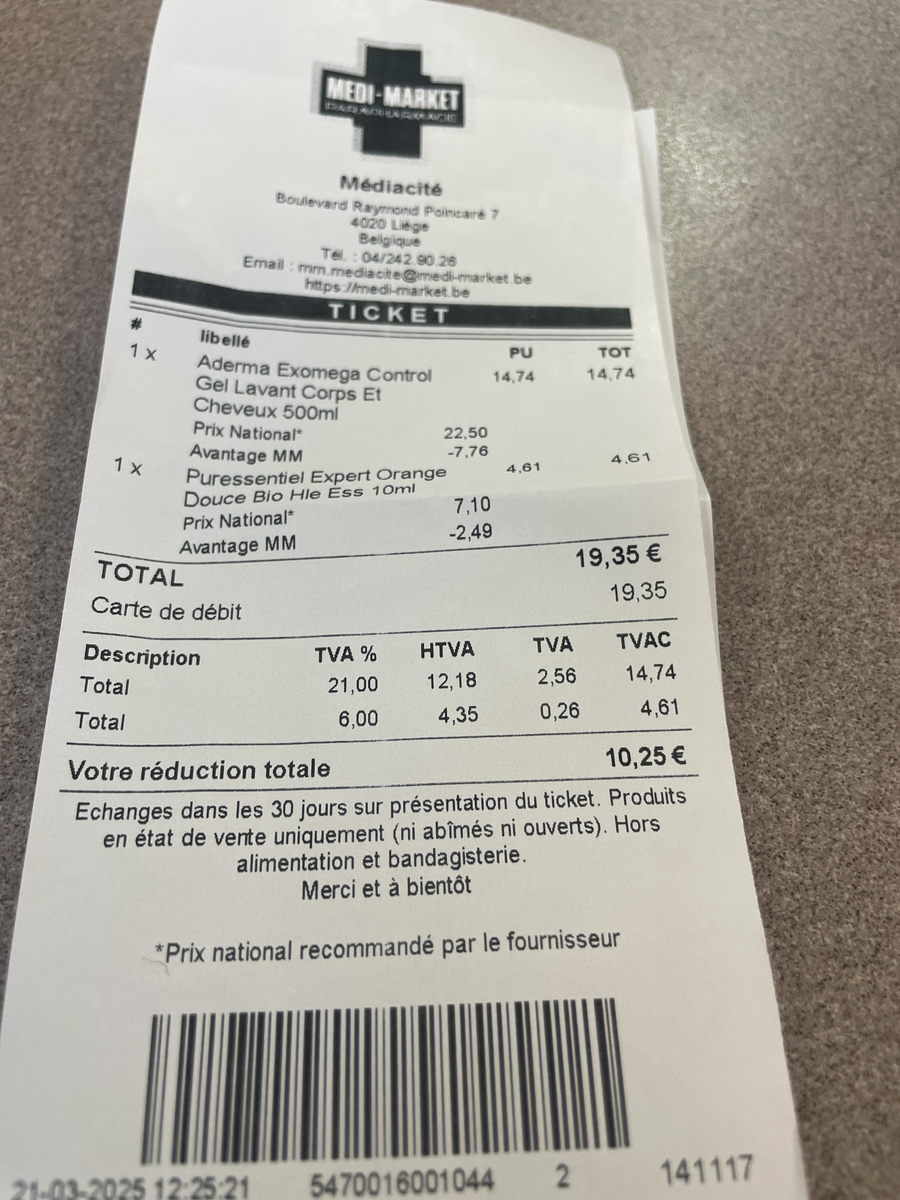 MEDI-MARKET
PARAPHARMACIE
Médiacité
Boulevard Raymond Poincaré 7
4020 Liège
Belgique
Tél. : 04/242.90.26
Email : mm.mediacite@medi-market.be
https://medi-market.be
TICKET
# libellé PU TOT
1 x Aderma Exomega Control 14,74 14,74
Gel Lavant Corps Et
Cheveux 500ml
Prix National* 22,50
Avantage MM -7,76
1 x Puressentiel Expert Orange 4,61 4,61
Douce Bio Hle Ess 10ml
Prix National* 7,10
Avantage MM -2,49
TOTAL 19,35 €
Carte de débit 19,35
Description TVA % HTVA TVA TVAC
Total 21,00 12,18 2,56 14,74
Total 6,00 4,35 0,26 4,61
Votre réduction totale 10,25 €
Echanges dans les 30 jours sur présentation du ticket. Produits
en état de vente uniquement (ni abîmés ni ouverts). Hors
alimentation et bandagisterie.
Merci et à bientôt
*Prix national recommandé par le fournisseur
21-03-2025 12:25:21 5470016001044 2 141117